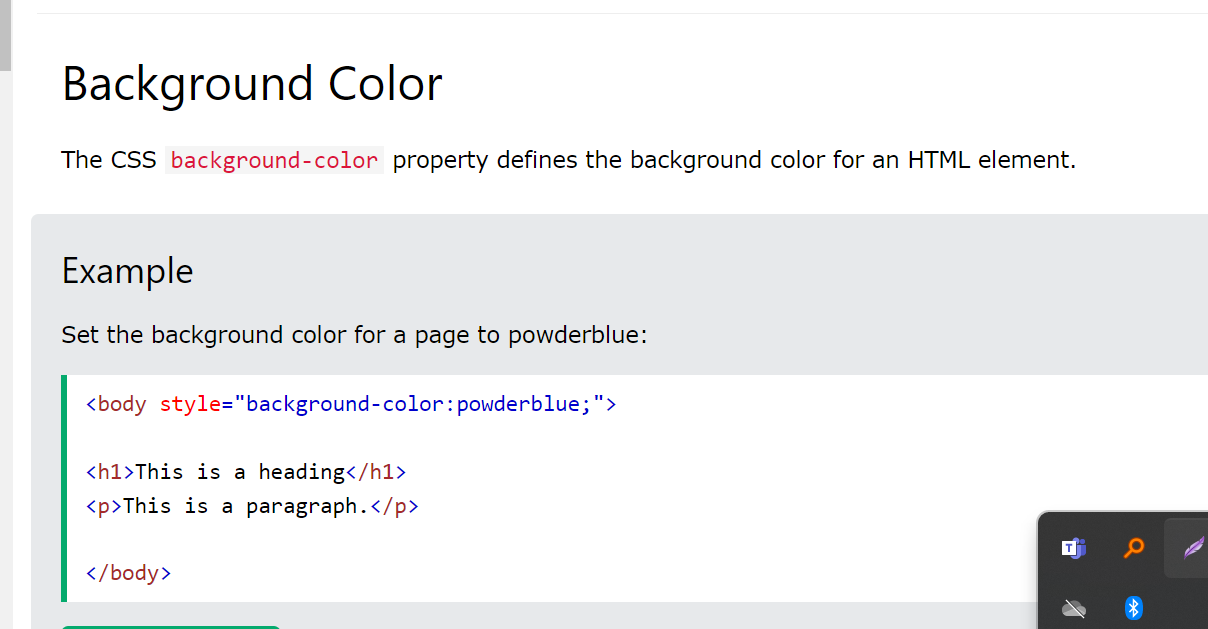 Background Color
The CSS background-color property defines the background color for an HTML element.
Example
Set the background color for a page to powderblue:
<body style="background-color:powderblue;">
<h1>This is a heading</h1>
<p>This is a paragraph.</p>
</body>
T